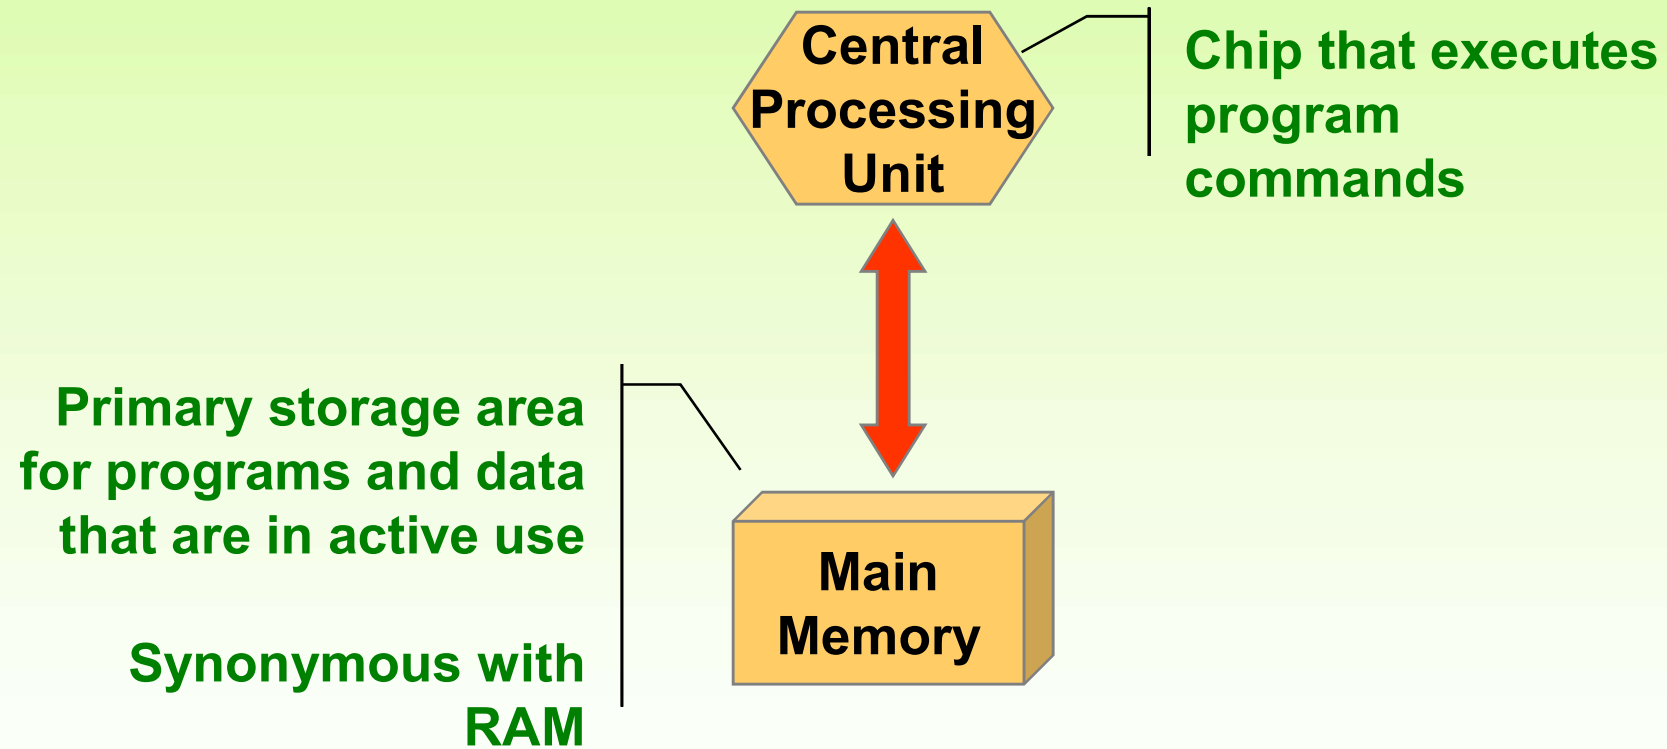 Central
Processing
Unit
Chip that executes
program
commands
Primary storage area
for programs and data
that are in active use
Synonymous with
RAM
Main
Memory